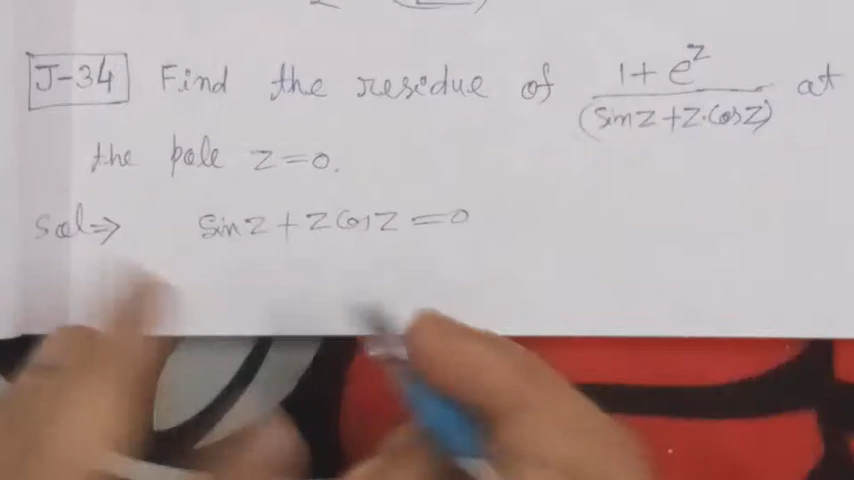 J-34 Find the residue of 1+e^z / (sinz+z.cosz) at
the pole z=0.
sol⇒ sinz+zcosz=0